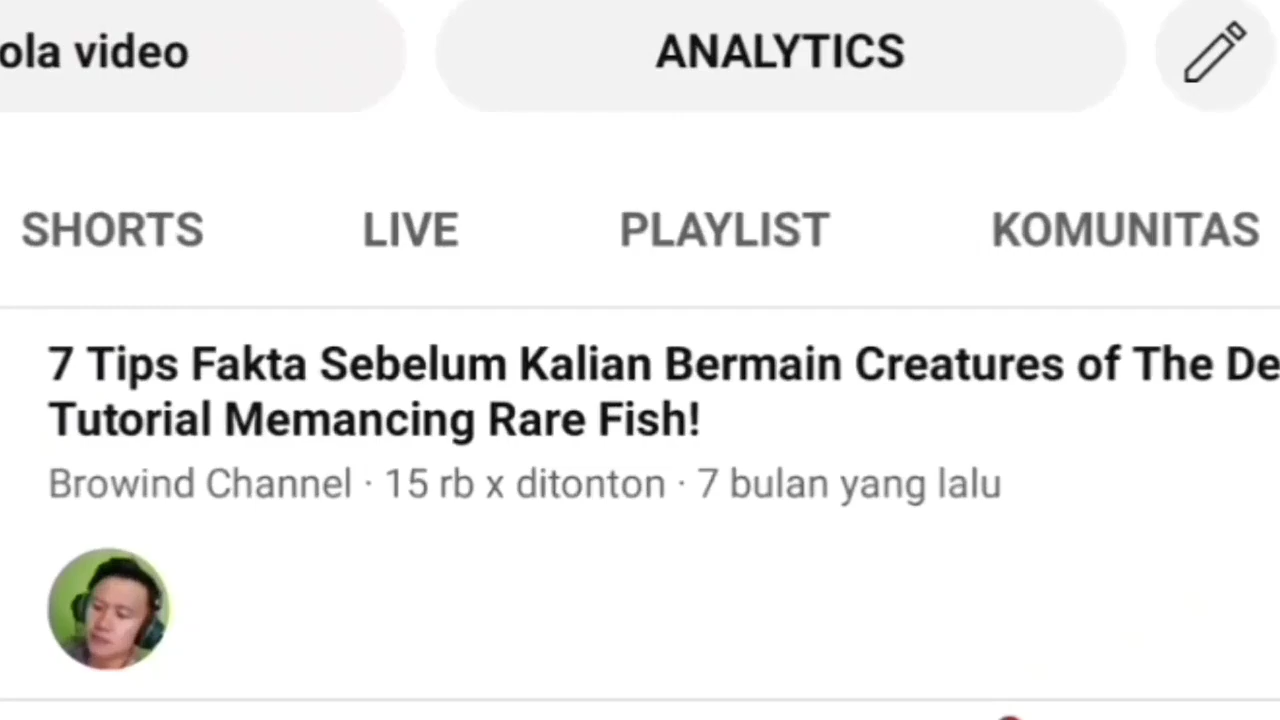 ola video
ANALYTICS
SHORTS
LIVE
PLAYLIST
KOMUNITAS
7 Tips Fakta Sebelum Kalian Bermain Creatures of The De
Tutorial Memancing Rare Fish!
Browind Channel · 15 rb x ditonton · 7 bulan yang lalu